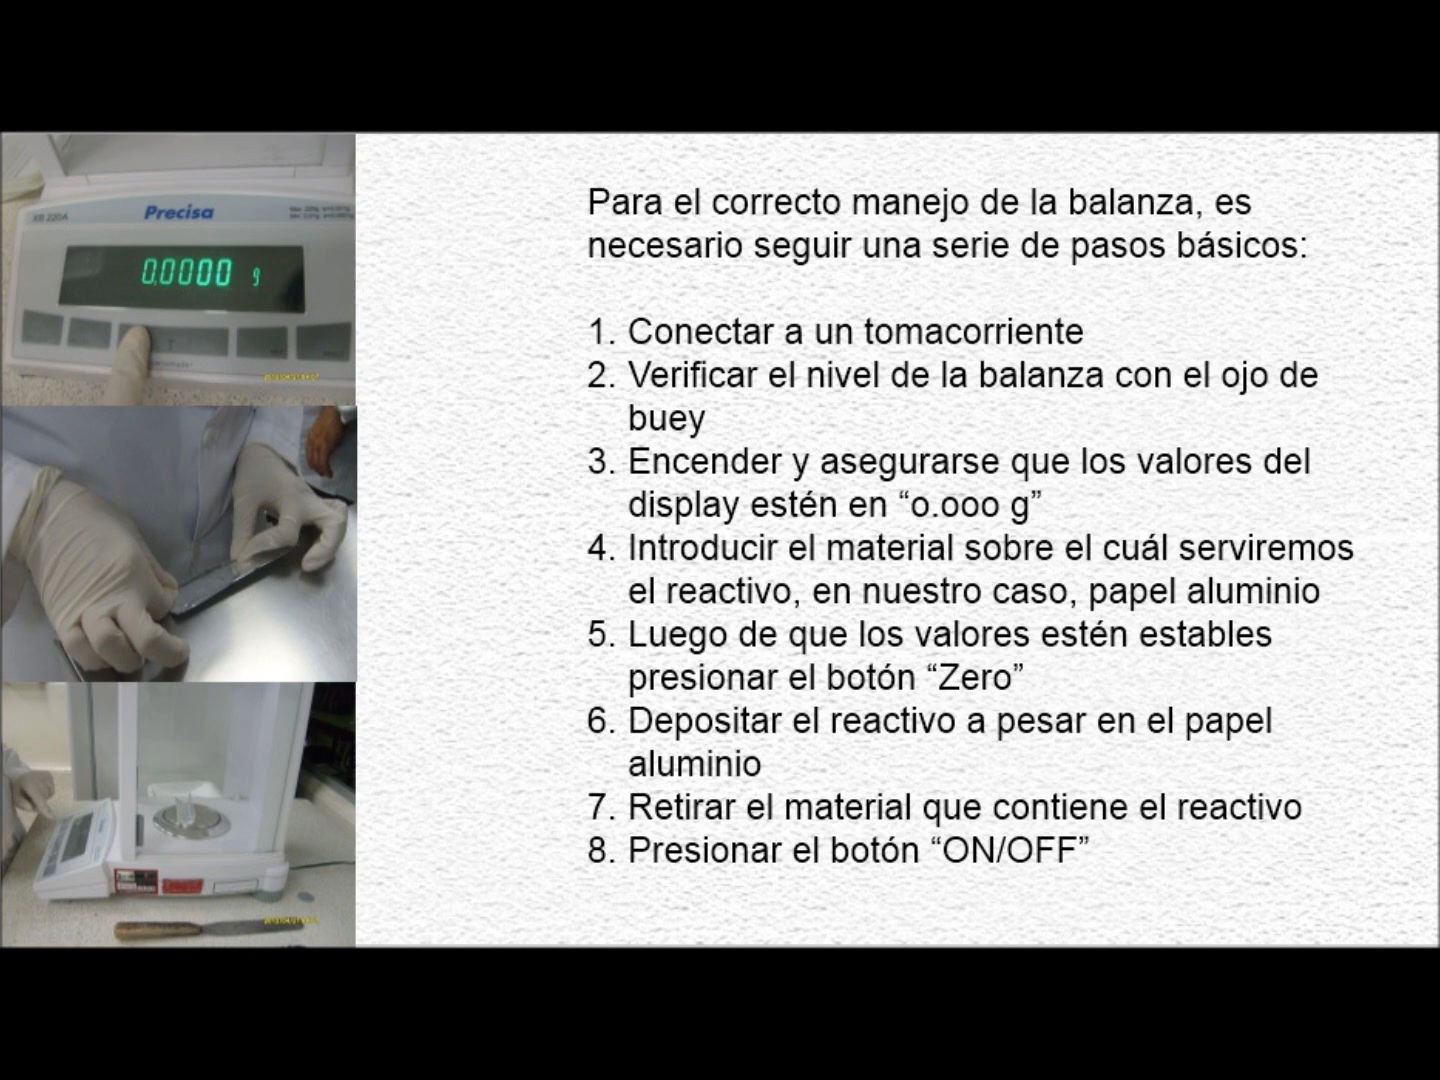 XB 220A
Precisa
0.0000 g
Para el correcto manejo de la balanza, es
necesario seguir una serie de pasos básicos:
1. Conectar a un tomacorriente
2. Verificar el nivel de la balanza con el ojo de
buey
3. Encender y asegurarse que los valores del
display estén en “o.ooo g”
4. Introducir el material sobre el cuál serviremos
el reactivo, en nuestro caso, papel aluminio
5. Luego de que los valores estén estables
presionar el botón “Zero”
6. Depositar el reactivo a pesar en el papel
aluminio
7. Retirar el material que contiene el reactivo
8. Presionar el botón “ON/OFF”